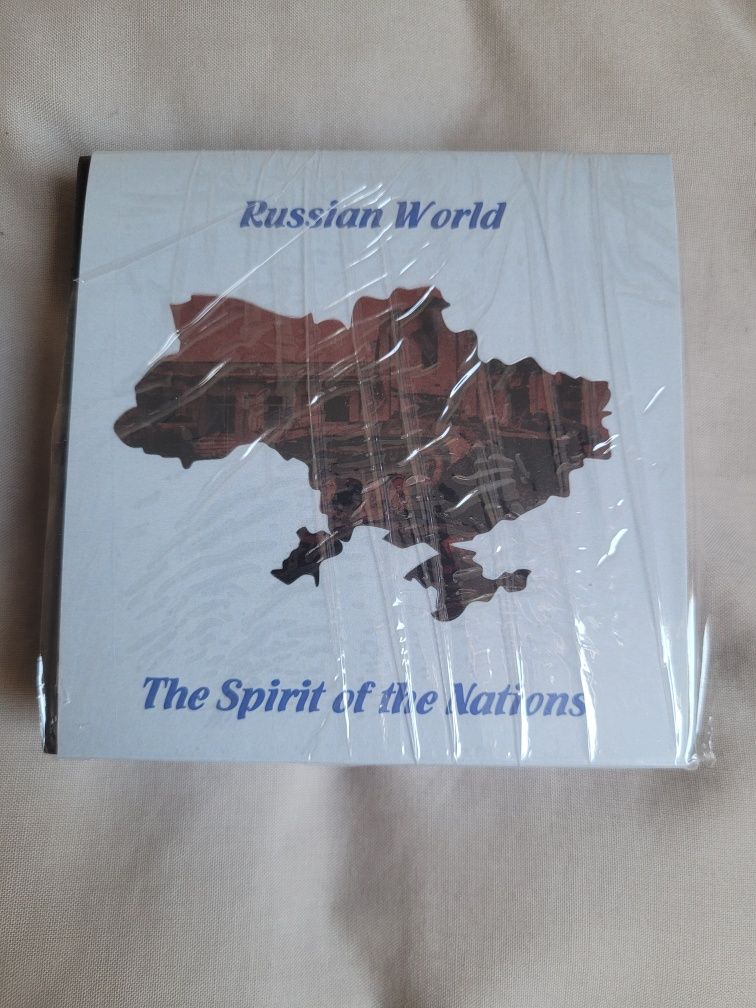 Russian World
The Spirit of the Nations